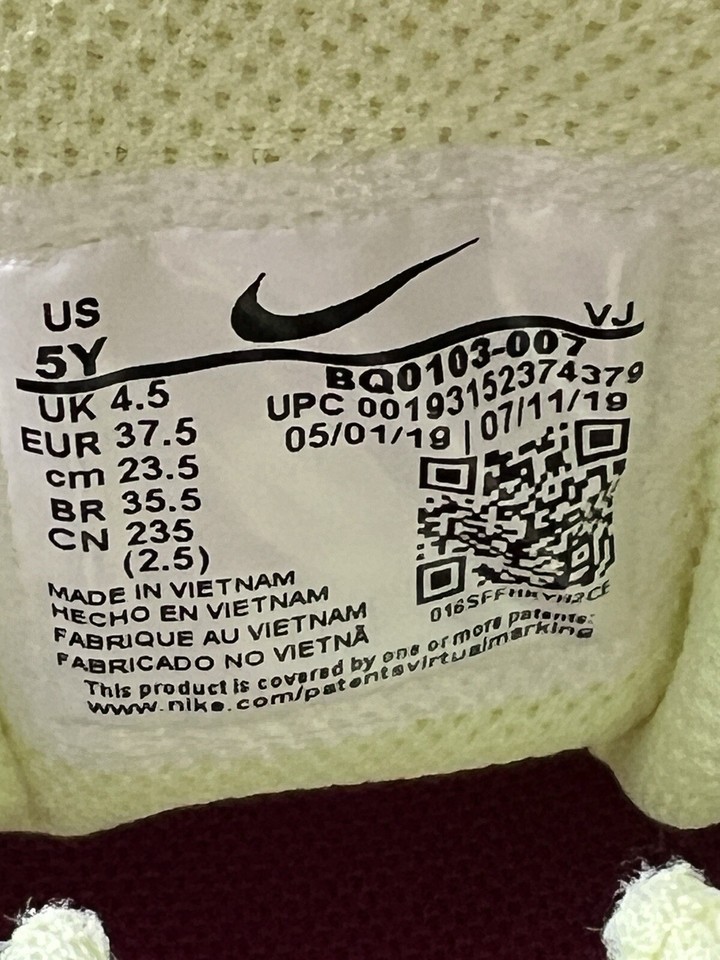 US
5Y
VJ
UK 4.5
EUR 37.5
cm 23.5
BR 35.5
CN 235
(2.5)
BQ0103-007
UPC 00193152374379
05/01/19 | 07/11/19
MADE IN VIETNAM
HECHO EN VIETNAM
FABRIQUE AU VIETNAM
FABRICADO NO VIETNÃ
This product is covered by one or more patents:
www.nike.com/patentsvirtualmarking